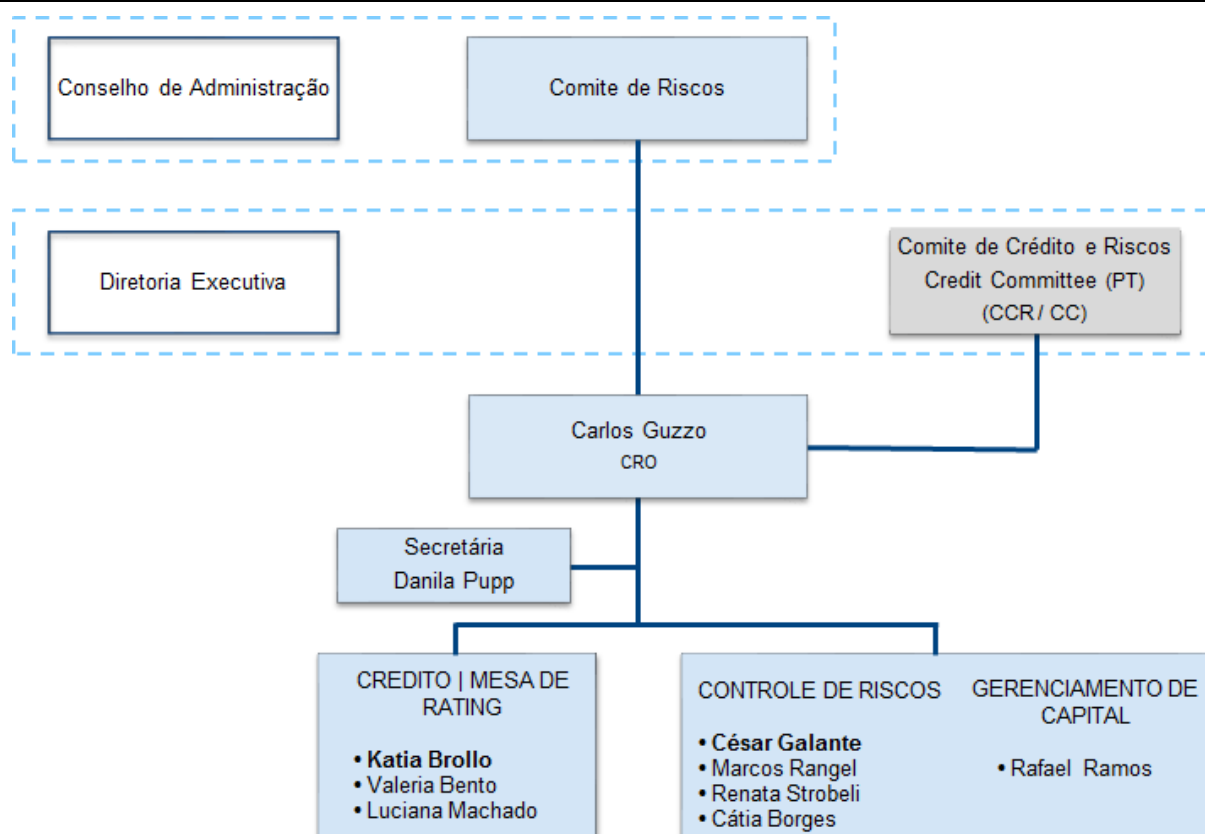 Conselho de Administração
Comite de Riscos
Diretoria Executiva
Comite de Crédito e Riscos
Credit Committee (PT)
(CCR / CC)
Carlos Guzzo
CRO
Secretária
Danila Pupp
CREDITO | MESA DE
RATING
• Katia Brollo
• Valeria Bento
• Luciana Machado
CONTROLE DE RISCOS
• César Galante
• Marcos Rangel
• Renata Strobeli
• Cátia Borges
GERENCIAMENTO DE
CAPITAL
• Rafael Ramos